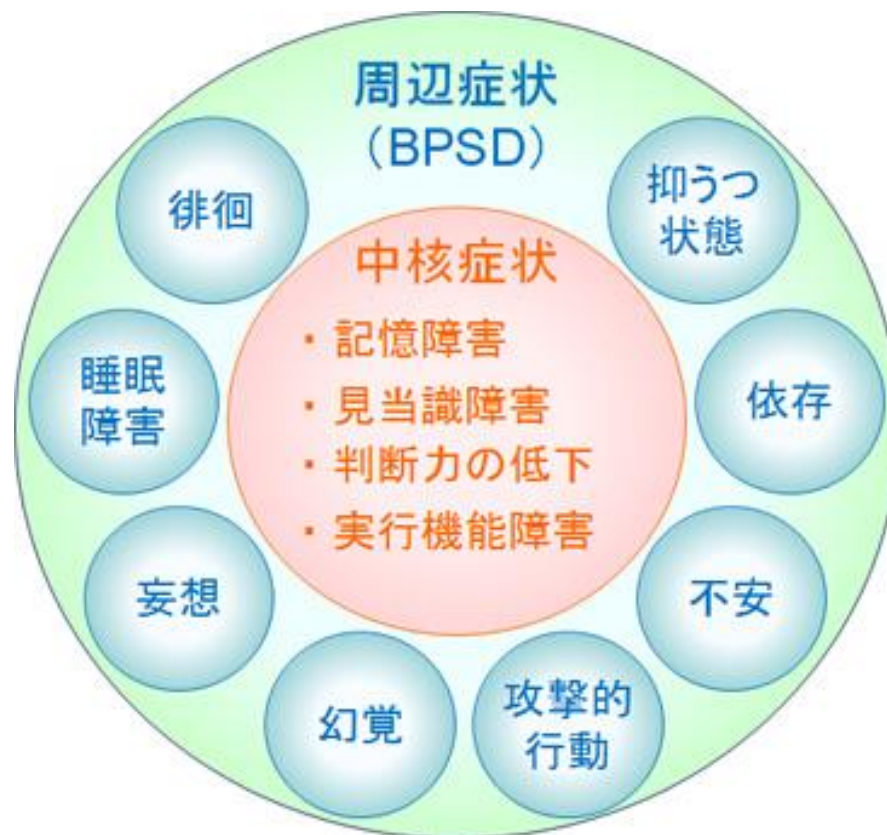 周辺症状
（BPSD）
徘徊
抑うつ
状態
中核症状
・記憶障害
・見当識障害
・判断力の低下
・実行機能障害
睡眠
障害
依存
妄想
不安
幻覚
攻撃的
行動